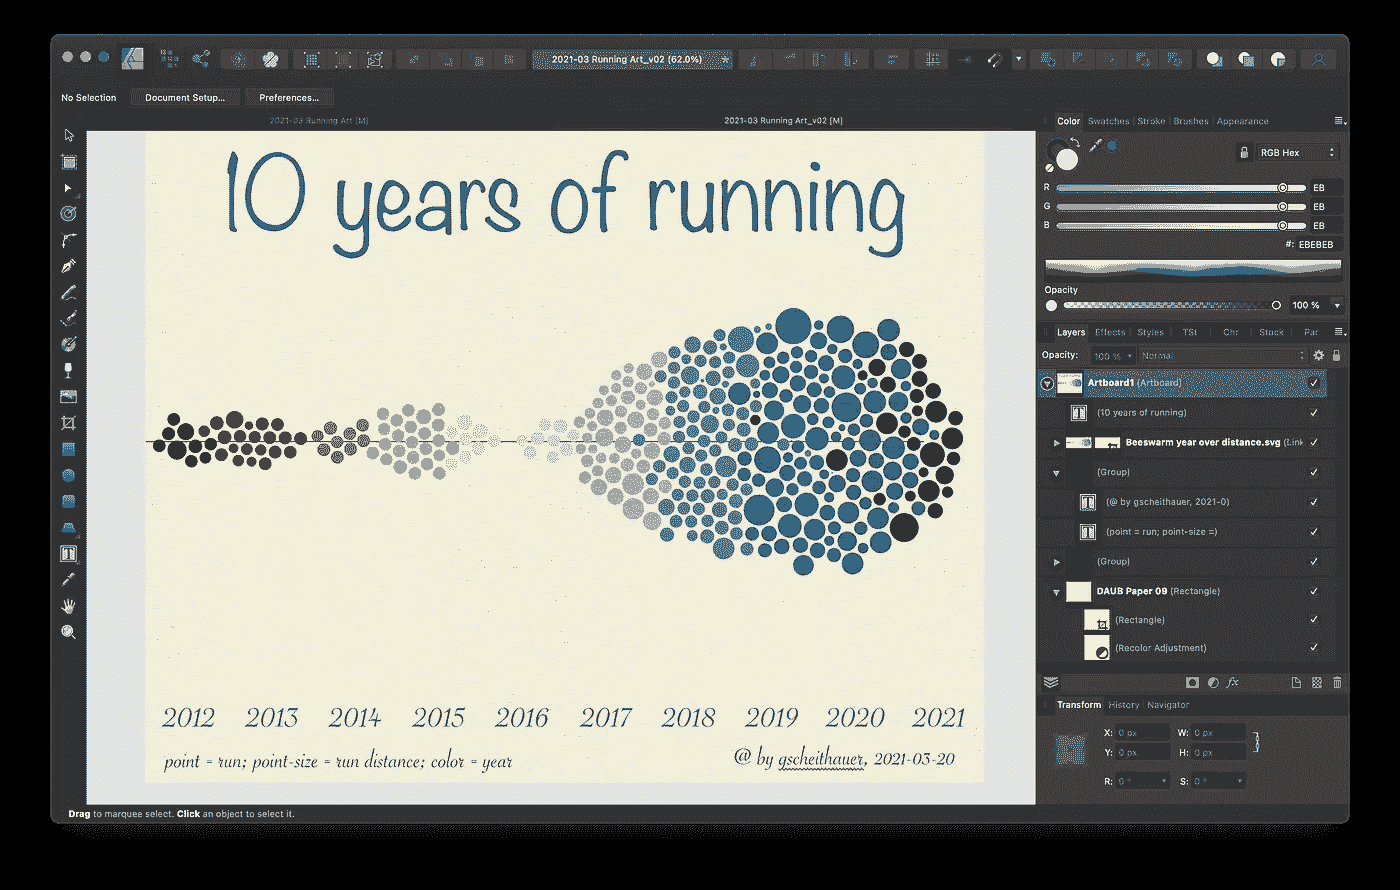 2021-03 Running Art_v02 (62.0%)
No Selection
Document Setup...
Preferences...
2021-03 Running Art [M]
2021-03 Running Art_v02 [M]
10 years of running
2012 2013 2014 2015 2016 2017 2018 2019 2020 2021
point = run; point-size = run distance; color = year
@ by gscheithauer, 2021-03-20
Drag to marquee select. Click an object to select it.
Color Swatches Stroke Brushes Appearance
RGB Hex
R EB
G EB
B EB
#: EBEBEB
Opacity
100 %
Layers Effects Styles TSt Chr Stock Par
Opacity: 100 % Normal
Artboard1 (Artboard)
(10 years of running)
Beeswarm year over distance.svg (Link
(Group)
(@ by gscheithauer, 2021-0)
(point = run; point-size =)
(Group)
DAUB Paper 09 (Rectangle)
(Rectangle)
(Recolor Adjustment)
fx
Transform History Navigator
X: 0 px W: 0 px
Y: 0 px H: 0 px
R: 0 ° S: 0 °